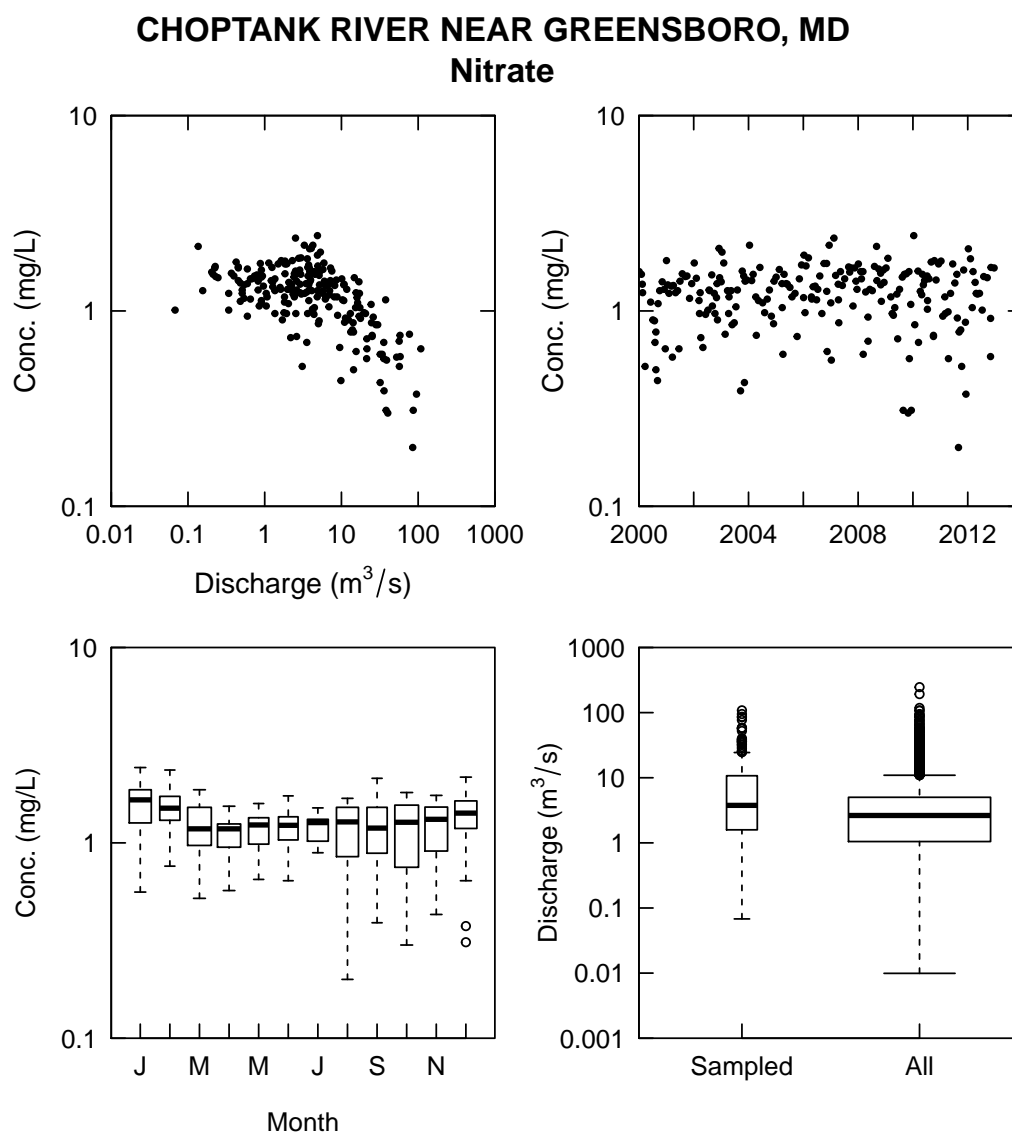 CHOPTANK RIVER NEAR GREENSBORO, MD
Nitrate
10
1
0.1
Conc. (mg/L)
0.01 0.1 1 10 100 1000
Discharge (m³/s)
10
1
0.1
Conc. (mg/L)
2000 2004 2008 2012
10
1
0.1
Conc. (mg/L)
J M M J S N
Month
1000
100
10
1
0.1
0.01
0.001
Discharge (m³/s)
Sampled All